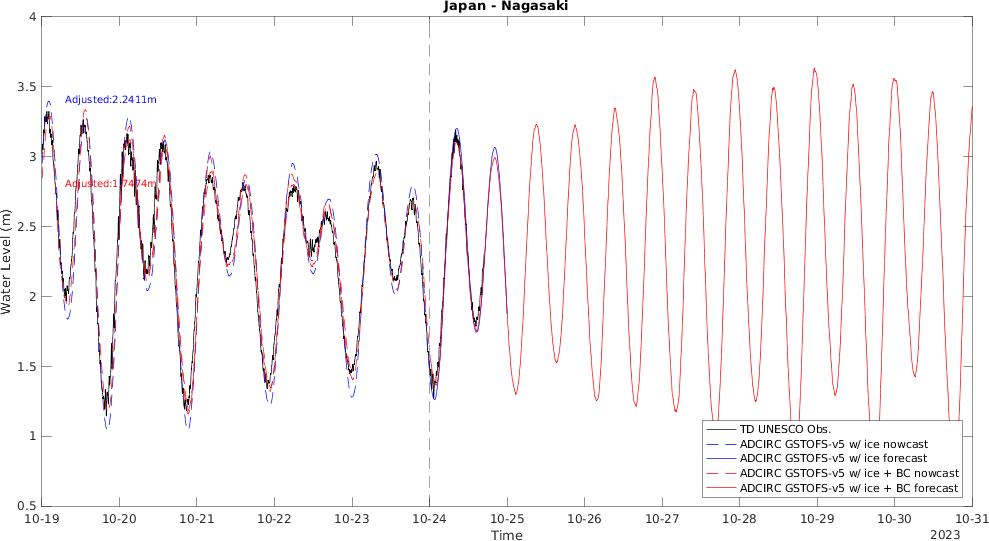 Japan - Nagasaki
4
3.5
3
2.5
2
1.5
1
0.5
Water Level (m)
Adjusted:2.2411m
Adjusted:1.7474m
10-19 10-20 10-21 10-22 10-23 10-24 10-25 10-26 10-27 10-28 10-29 10-30 10-31
Time
2023
TD UNESCO Obs.
ADCIRC GSTOFS-v5 w/ ice nowcast
ADCIRC GSTOFS-v5 w/ ice forecast
ADCIRC GSTOFS-v5 w/ ice + BC nowcast
ADCIRC GSTOFS-v5 w/ ice + BC forecast